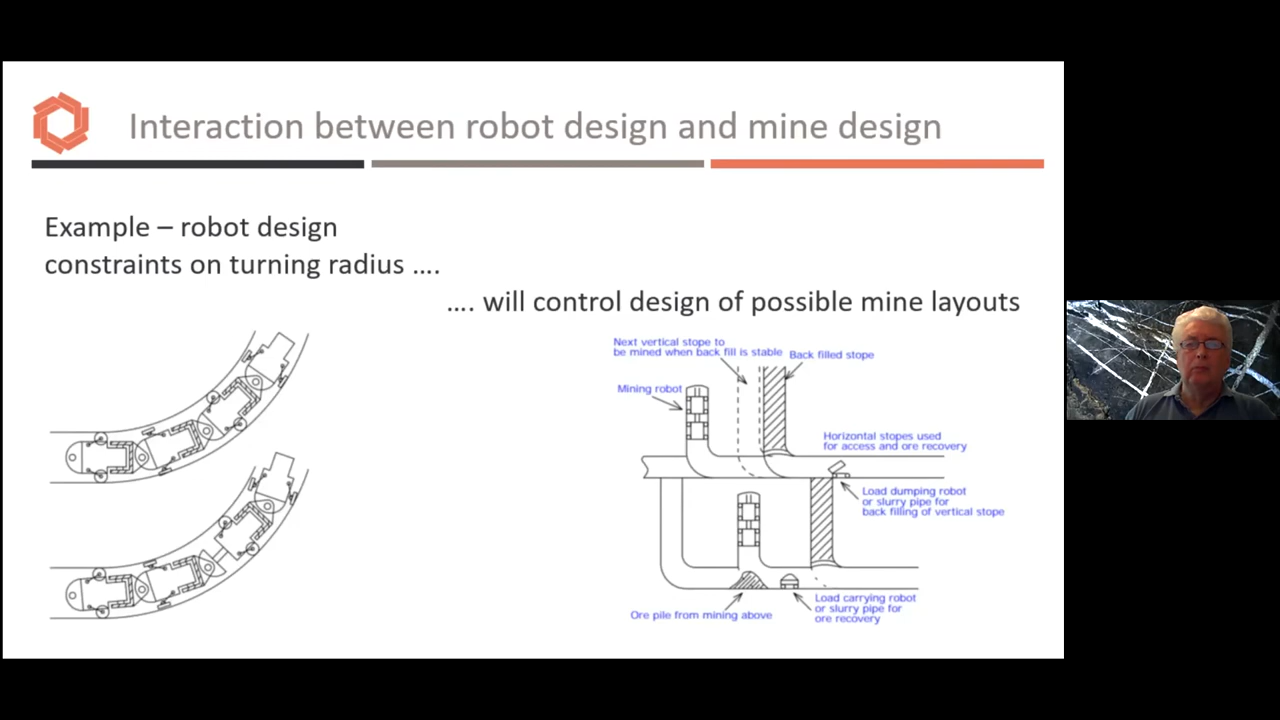 Interaction between robot design and mine design
Example – robot design
constraints on turning radius ....
.... will control design of possible mine layouts
Next vertical stope to
be mined when back fill is stable
Back filled stope
Mining robot
Horizontal stopes used
for access and ore recovery
Load dumping robot
or slurry pipe for
back filling of vertical stope
Ore pile from mining above
Load carrying robot
or slurry pipe for
ore recovery